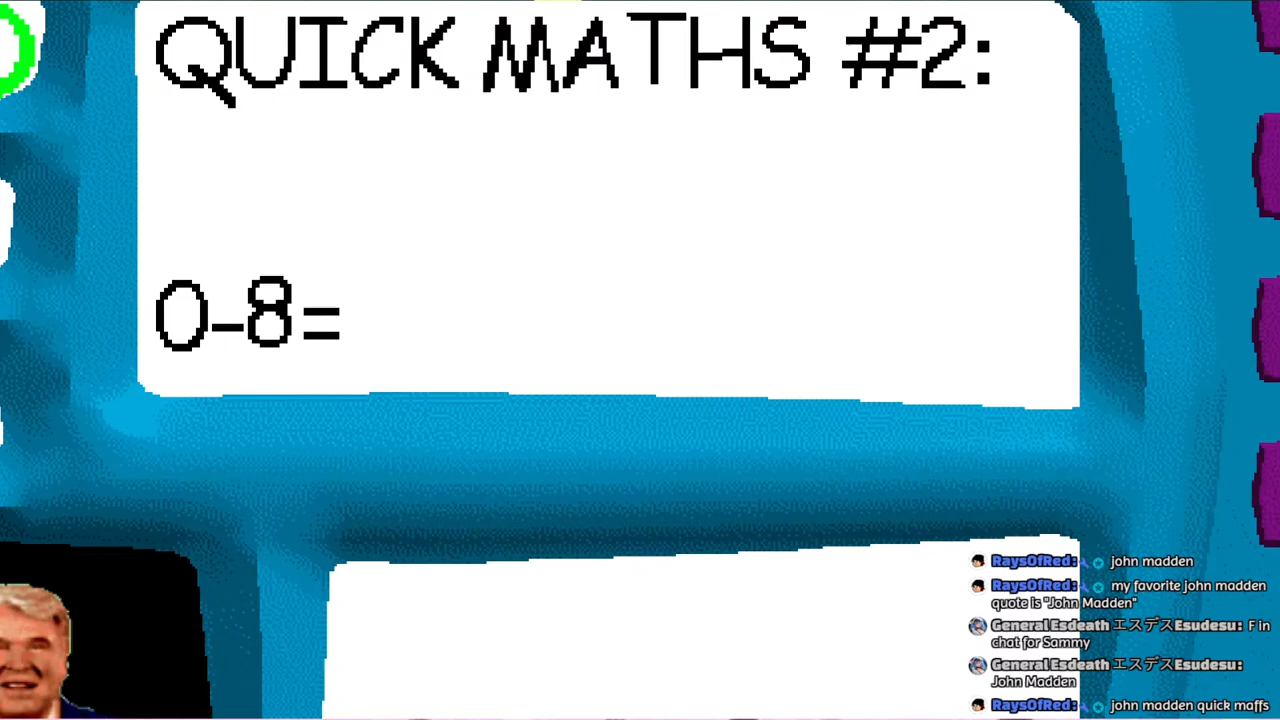 QUICK MATHS #2:
0-8=
RaysOfRed: john madden
RaysOfRed: my favorite john madden
quote is "John Madden"
General Esdeath エスデスEsudesu: F in
chat for Sammy
General Esdeath エスデスEsudesu:
John Madden
RaysOfRed: john madden quick maffs